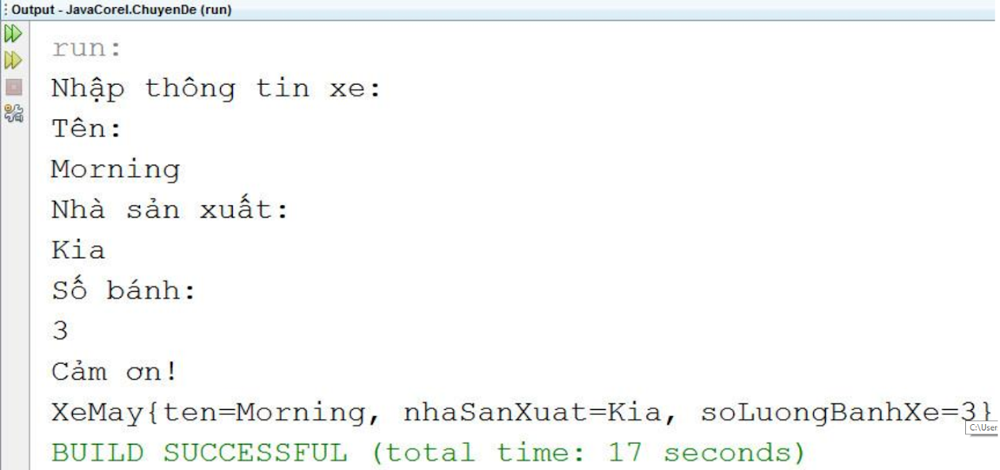 Output - JavaCoreI.ChuyenDe (run)
run:
Nhập thông tin xe:
Tên:
Morning
Nhà sản xuất:
Kia
Số bánh:
3
Cảm ơn!
XeMay{ten=Morning, nhaSanXuat=Kia, soLuongBanhXe=3}
C:\User
BUILD SUCCESSFUL (total time: 17 seconds)